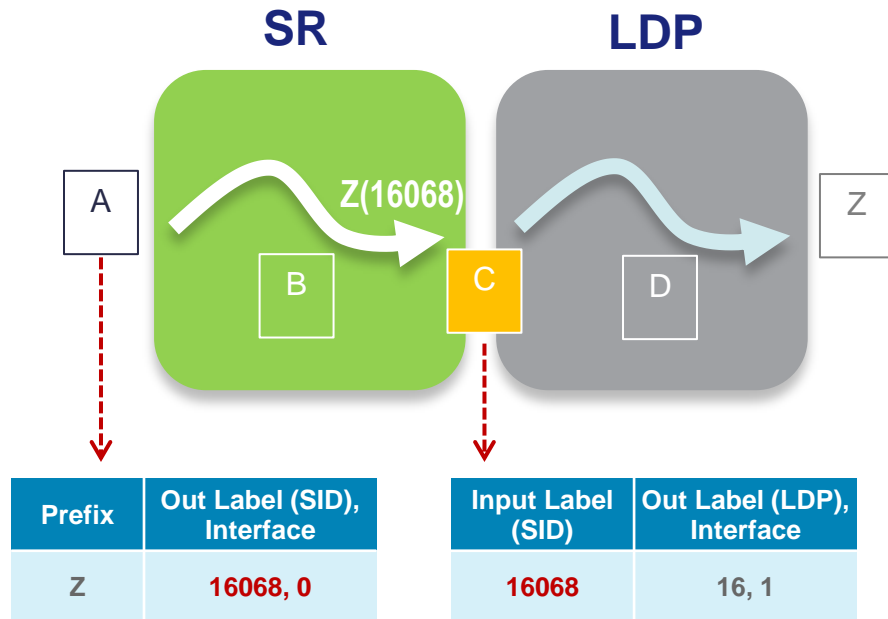 SR
LDP
A
Z(16068)
B
C
D
Z
Prefix
Out Label (SID),
Interface
Z
16068, 0
Input Label
(SID)
Out Label (LDP),
Interface
16068
16, 1